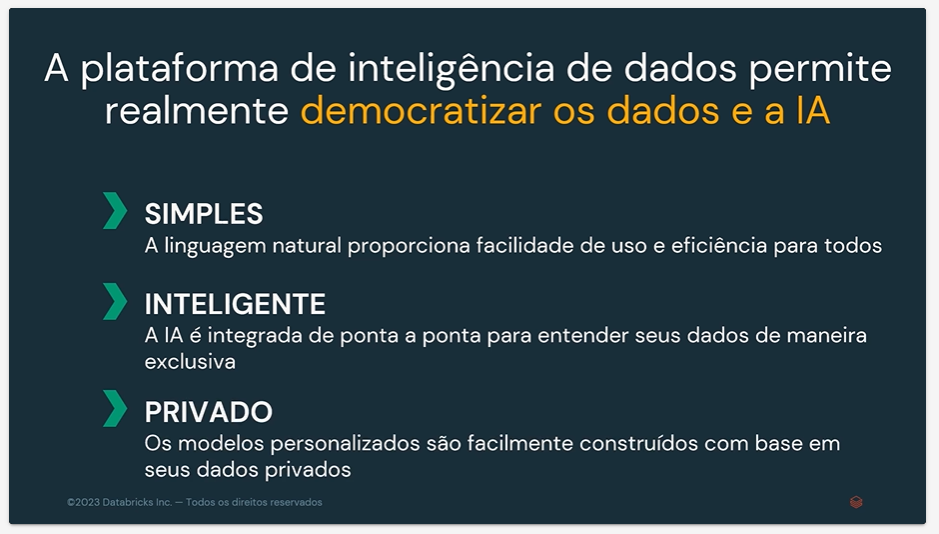 A plataforma de inteligência de dados permite
realmente democratizar os dados e a IA
SIMPLES
A linguagem natural proporciona facilidade de uso e eficiência para todos
INTELIGENTE
A IA é integrada de ponta a ponta para entender seus dados de maneira
exclusiva
PRIVADO
Os modelos personalizados são facilmente construídos com base em
seus dados privados
©2023 Databricks Inc. — Todos os direitos reservados